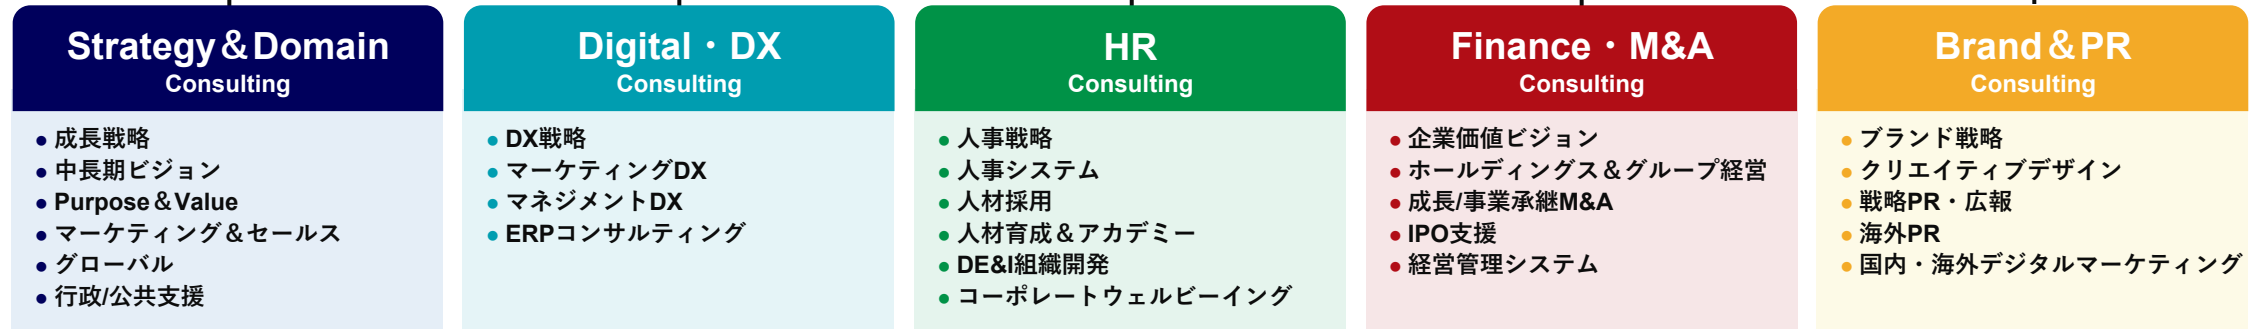 Strategy＆Domain
Consulting
● 成長戦略
● 中長期ビジョン
● Purpose＆Value
● マーケティング＆セールス
● グローバル
● 行政/公共支援
Digital・DX
Consulting
● DX戦略
● マーケティングDX
● マネジメントDX
● ERPコンサルティング
HR
Consulting
● 人事戦略
● 人事システム
● 人材採用
● 人材育成＆アカデミー
● DE&I組織開発
● コーポレートウェルビーイング
Finance・M&A
Consulting
● 企業価値ビジョン
● ホールディングス＆グループ経営
● 成長/事業承継M&A
● IPO支援
● 経営管理システム
Brand＆PR
Consulting
● ブランド戦略
● クリエイティブデザイン
● 戦略PR・広報
● 海外PR
● 国内・海外デジタルマーケティング